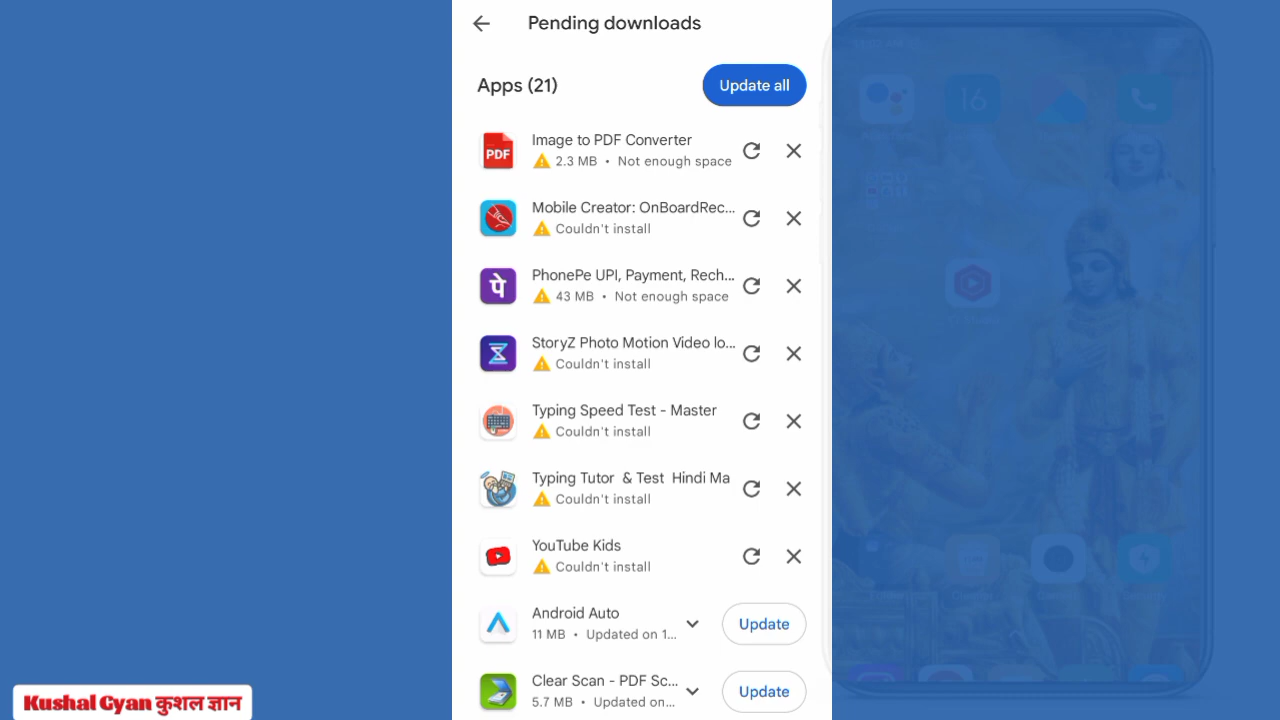 Pending downloads
Apps (21)
Update all
Image to PDF Converter
PDF
2.3 MB • Not enough space
Mobile Creator: OnBoardRec...
Couldn't install
PhonePe UPI, Payment, Rech...
पे
43 MB • Not enough space
StoryZ Photo Motion Video lo...
Couldn't install
Typing Speed Test - Master
Couldn't install
Typing Tutor & Test Hindi Ma
Couldn't install
YouTube Kids
Couldn't install
Android Auto
11 MB • Updated on 1...
Update
Clear Scan - PDF Sc...
5.7 MB • Updated on...
Update
16
Kushal Gyan कुशल ज्ञान